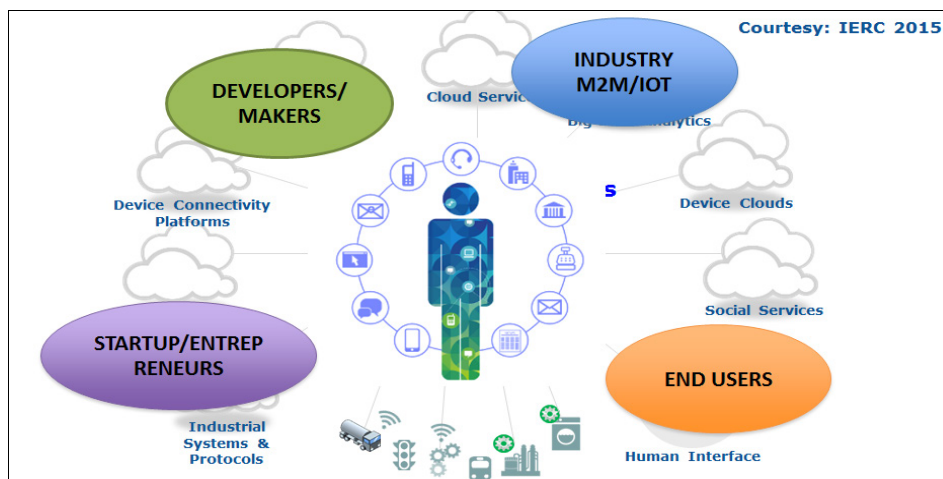 Courtesy: IERC 2015
DEVELOPERS/
MAKERS
INDUSTRY
M2M/IOT
Cloud Servic
Device Connectivity
Platforms
s
Device Clouds
Social Services
STARTUP/ENTREP
RENEURS
END USERS
Industrial
Systems &
Protocols
Human Interface